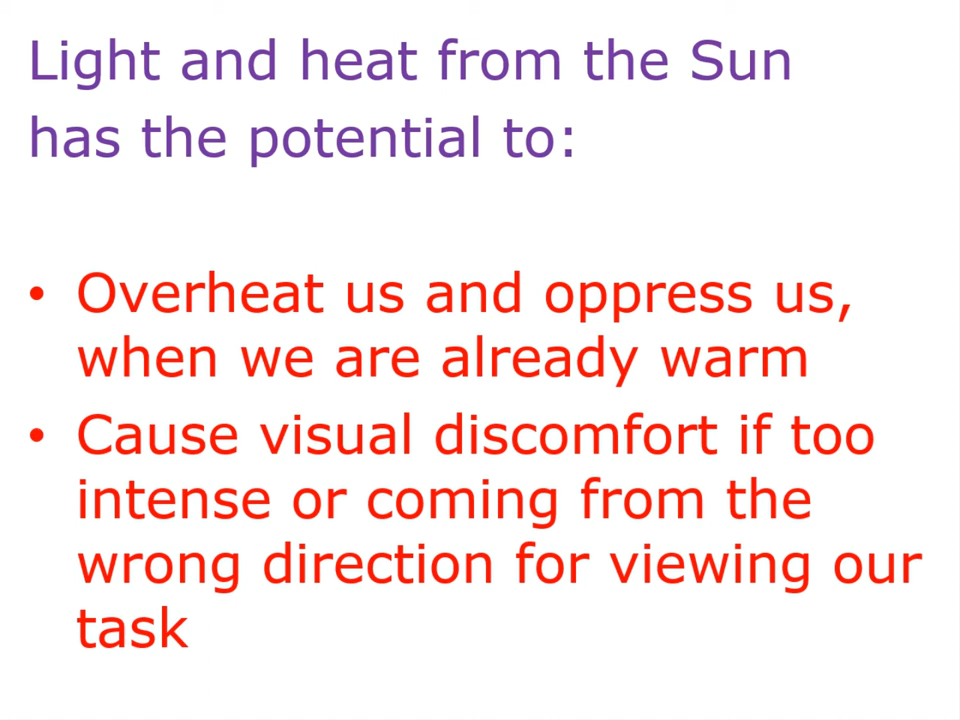 Light and heat from the Sun
has the potential to:
• Overheat us and oppress us,
when we are already warm
• Cause visual discomfort if too
intense or coming from the
wrong direction for viewing our
task